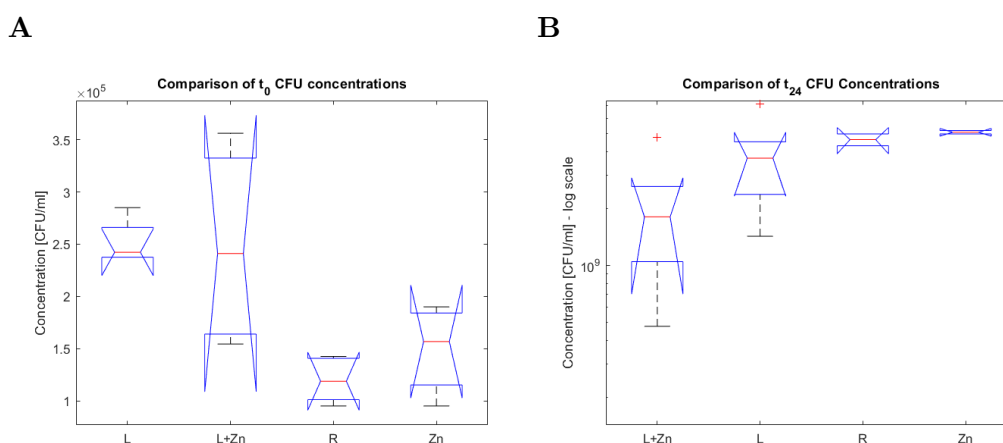 A
B
Comparison of t0 CFU concentrations
×10^5
3.5
3
2.5
2
1.5
1
Concentration [CFU/ml]
L
L+Zn
R
Zn
Comparison of t24 CFU Concentrations
Concentration [CFU/ml] - log scale
10^9
L+Zn
L
R
Zn